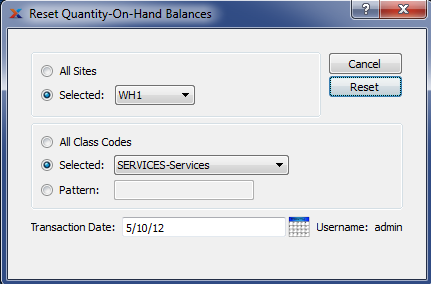 Reset Quantity-On-Hand Balances
All Sites
Selected: WH1
Cancel
Reset
All Class Codes
Selected: SERVICES-Services
Pattern:
Transaction Date: 5/10/12 Username: admin